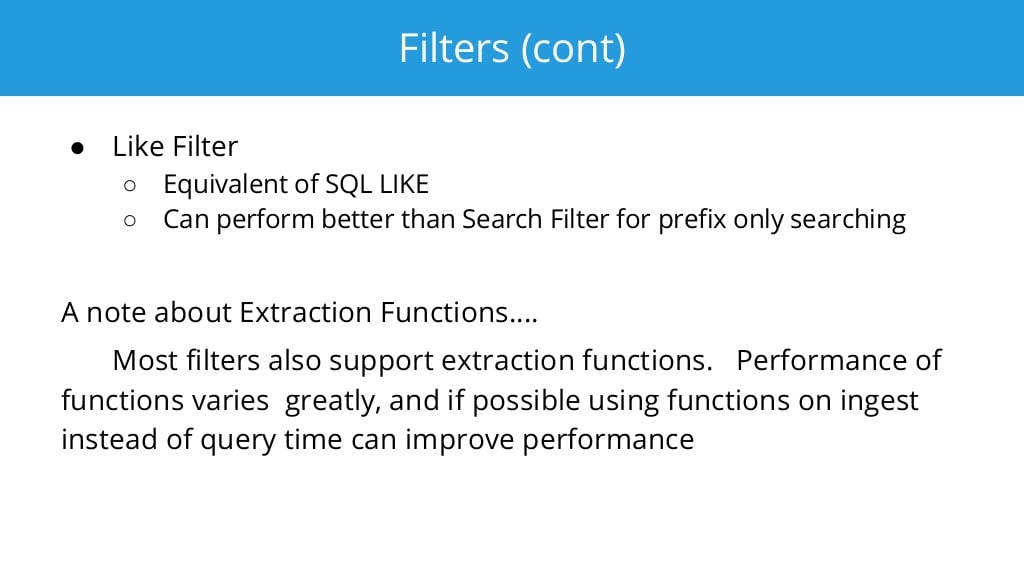 Filters (cont)
● Like Filter
○ Equivalent of SQL LIKE
○ Can perform better than Search Filter for prefix only searching
A note about Extraction Functions....
Most filters also support extraction functions.   Performance of
functions varies  greatly, and if possible using functions on ingest
instead of query time can improve performance